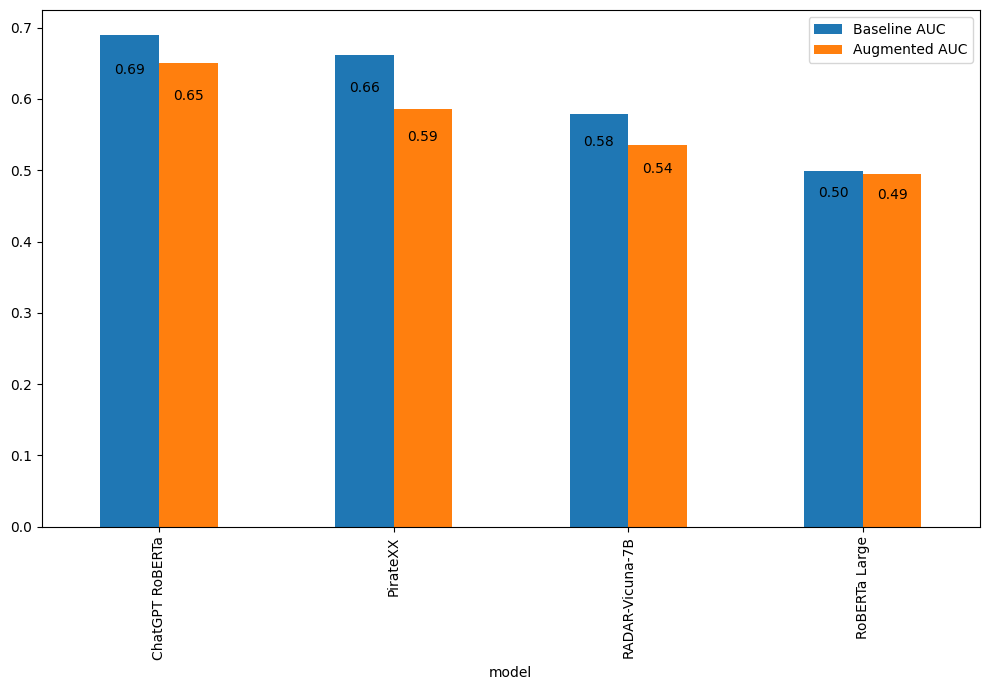 Baseline AUC
Augmented AUC
0.7
0.6
0.5
0.4
0.3
0.2
0.1
0.0
0.69
0.65
0.66
0.59
0.58
0.54
0.50
0.49
ChatGPT RoBERTa
PirateXX
RADAR-Vicuna-7B
RoBERTa Large
model